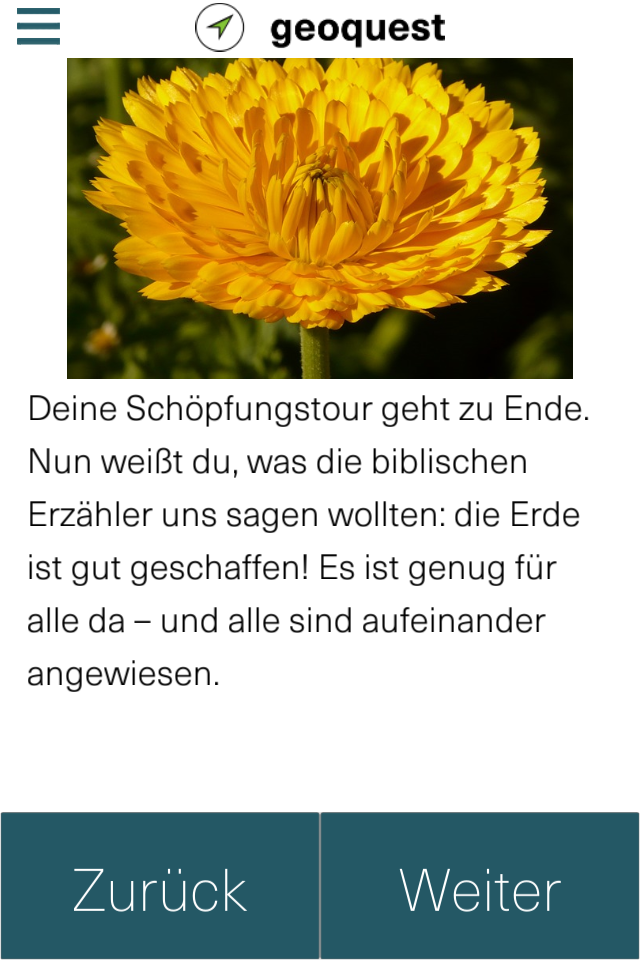 geoquest
Deine Schöpfungstour geht zu Ende.
Nun weißt du, was die biblischen
Erzähler uns sagen wollten: die Erde
ist gut geschaffen! Es ist genug für
alle da – und alle sind aufeinander
angewiesen.
Zurück
Weiter